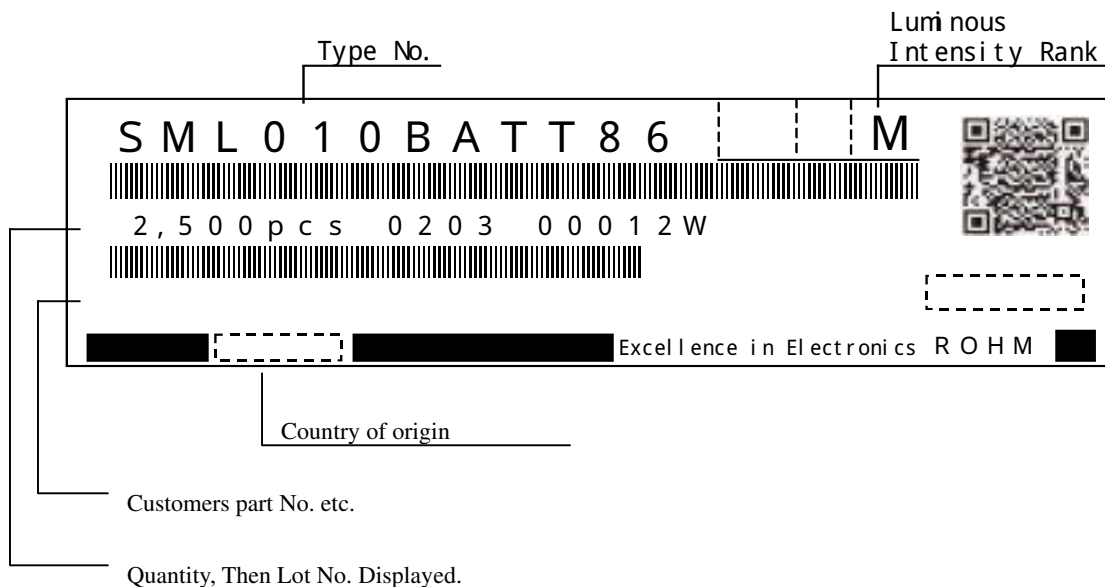 Luminous
Type No. Intensity Rank
SML010BATT86 M
2,500pcs 0203 00012W
Excellence in Electronics ROHM
Country of origin
Customers part No. etc.
Quantity, Then Lot No. Displayed.